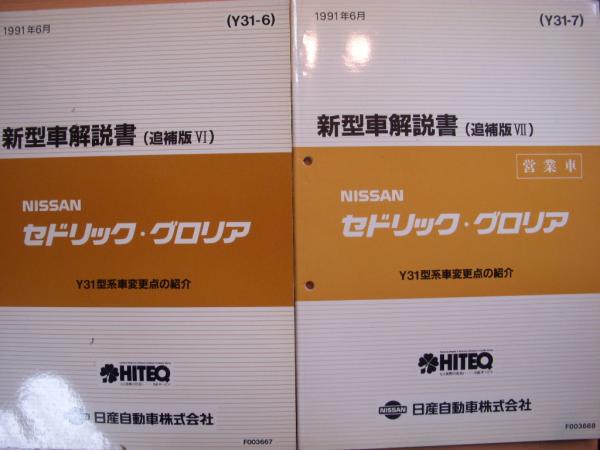 1991年6月
(Y31-6)
新型車解説書 (追補版 VI)
NISSAN
セドリック・グロリア
Y31型系車変更点の紹介
HITEQ
NISSAN
日産自動車株式会社
F003667
1991年6月
(Y31-7)
新型車解説書 (追補版 VII)
営業車
NISSAN
セドリック・グロリア
Y31型系車変更点の紹介
HITEQ
NISSAN
日産自動車株式会社
F003668